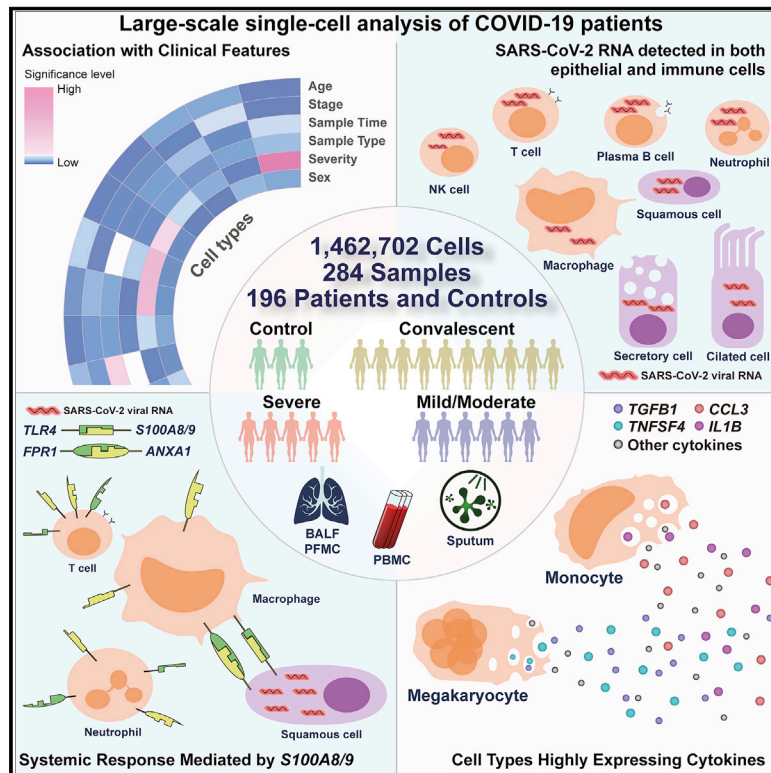 Large-scale single-cell analysis of COVID-19 patients
Association with Clinical Features
Significance level
High
Low
Age
Stage
Sample Time
Sample Type
Severity
Sex
Cell types
SARS-CoV-2 RNA detected in both
epithelial and immune cells
T cell
Plasma B cell
Neutrophil
NK cell
Squamous cell
Macrophage
Secretory cell
Ciliated cell
SARS-CoV-2 viral RNA
1,462,702 Cells
284 Samples
196 Patients and Controls
Control
Convalescent
Severe
Mild/Moderate
BALF
PFMC
PBMC
Sputum
SARS-CoV-2 viral RNA
TLR4
S100A8/9
FPR1
ANXA1
T cell
Macrophage
Neutrophil
Squamous cell
Systemic Response Mediated by S100A8/9
TGFB1
CCL3
TNFSF4
IL1B
Other cytokines
Monocyte
Megakaryocyte
Cell Types Highly Expressing Cytokines